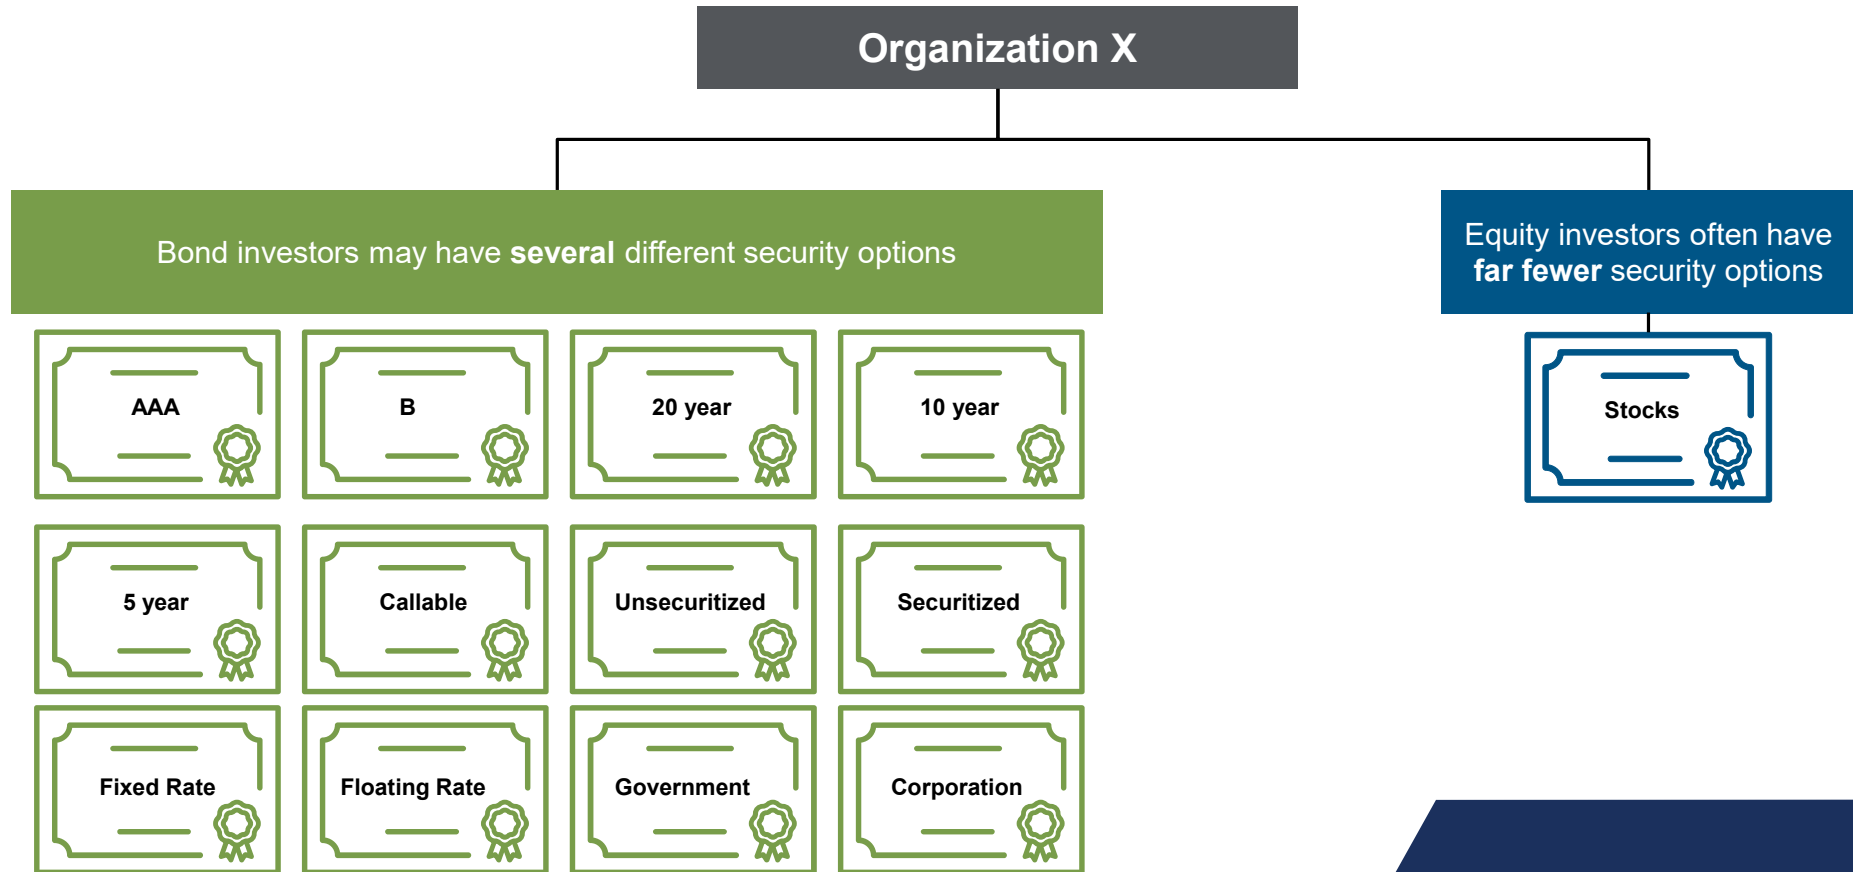 Organization X
Bond investors may have several different security options
Equity investors often have
far fewer security options
AAA
B
20 year
10 year
Stocks
5 year
Callable
Unsecuritized
Securitized
Fixed Rate
Floating Rate
Government
Corporation